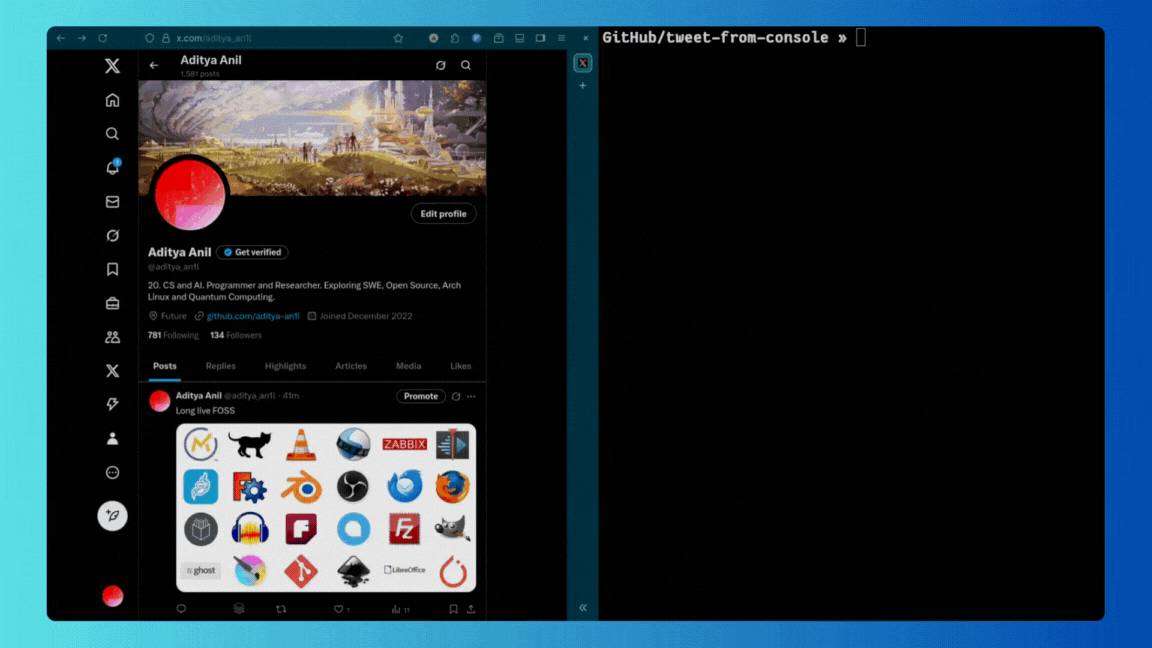 x.com/aditya_an1l
GitHub/tweet-from-console »
Aditya Anil
1,581 posts
Edit profile
Aditya Anil
Get verified
@aditya_an1l
20. CS and AI. Programmer and Researcher. Exploring SWE, Open Source, Arch
Linux and Quantum Computing.
Future github.com/aditya-an1l Joined December 2022
781 Following 134 Followers
Posts Replies Highlights Articles Media Likes
Aditya Anil @aditya_an1l · 41m
Promote
Long live FOSS
ZABBIX
FZ
ghost
LibreOffice
1 11